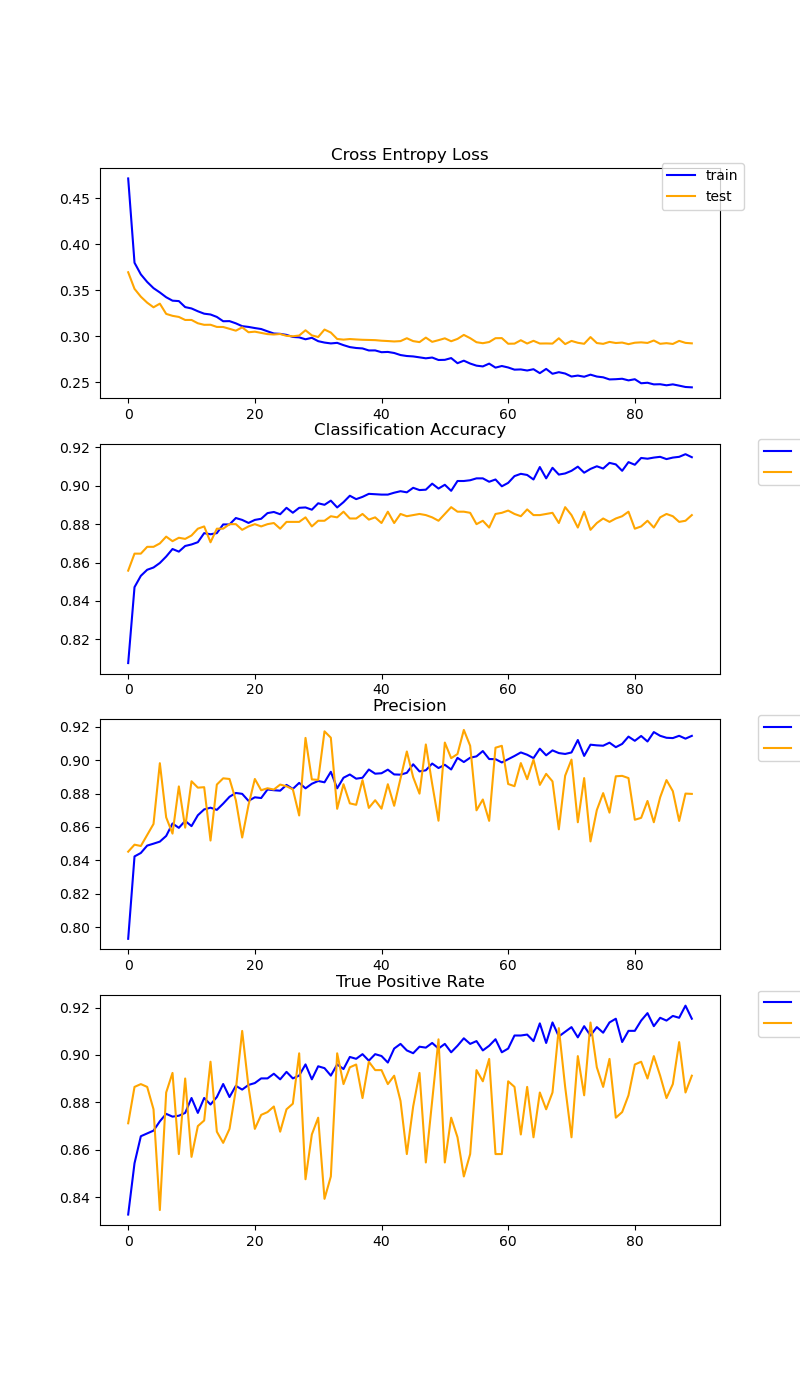 Cross Entropy Loss
train
test
0.45
0.40
0.35
0.30
0.25
0 20 40 60 80
Classification Accuracy
0.92
0.90
0.88
0.86
0.84
0.82
0 20 40 60 80
Precision
0.92
0.90
0.88
0.86
0.84
0.82
0.80
0 20 40 60 80
True Positive Rate
0.92
0.90
0.88
0.86
0.84
0 20 40 60 80